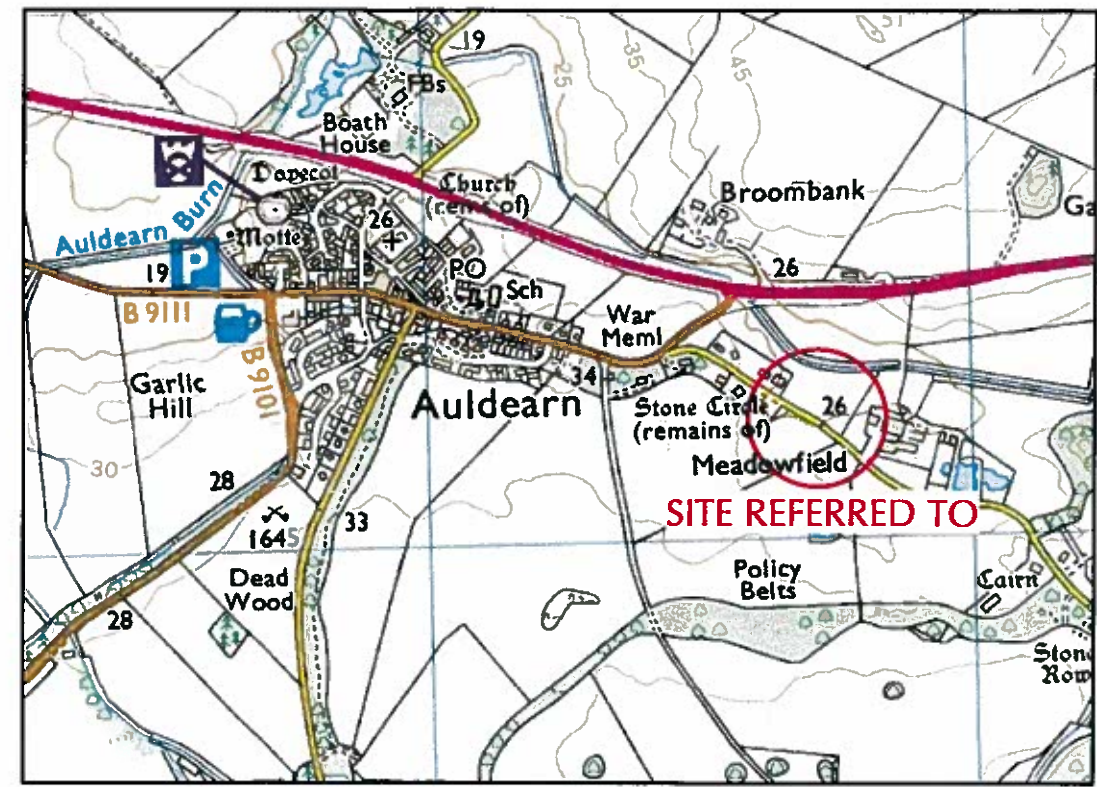 19
35
45
25
FBs
Boath
House
Dovecot
Church
(rems of)
Broombank
Auldearn Burn
Motte
26
Ga
19
P
PO
Sch
26
B 9111
War
Meml
B 9101
Garlic
Hill
34
Auldearn
Stone Circle
(remains of)
26
Meadowfield
30
28
SITE REFERRED TO
33
1645
Dead
Wood
Policy
Belts
Cairn
28
Stone
Row